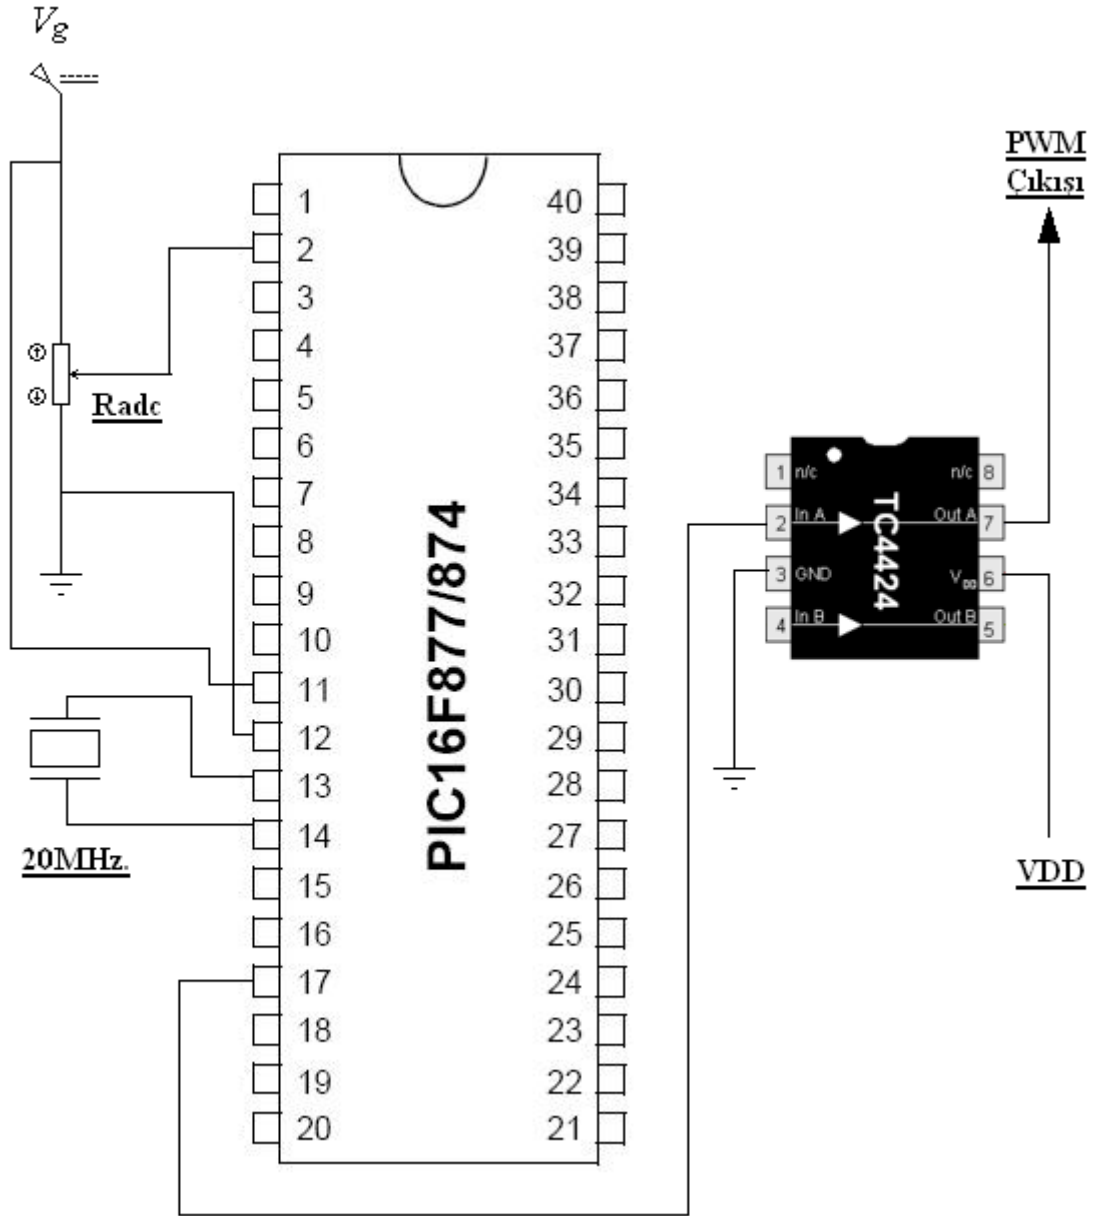 Vg
PWM
Çıkışı
1 40
2 39
3 38
4 37
5 36
6 35
7 34
8 33
9 32
10 31
11 30
12 29
13 28
14 27
15 26
16 25
17 24
18 23
19 22
20 21
PIC16F877/874
Radc
20MHz.
1 n/c n/c 8
2 In A Out A 7
3 GND VDD 6
4 In B Out B 5
TC4424
VDD